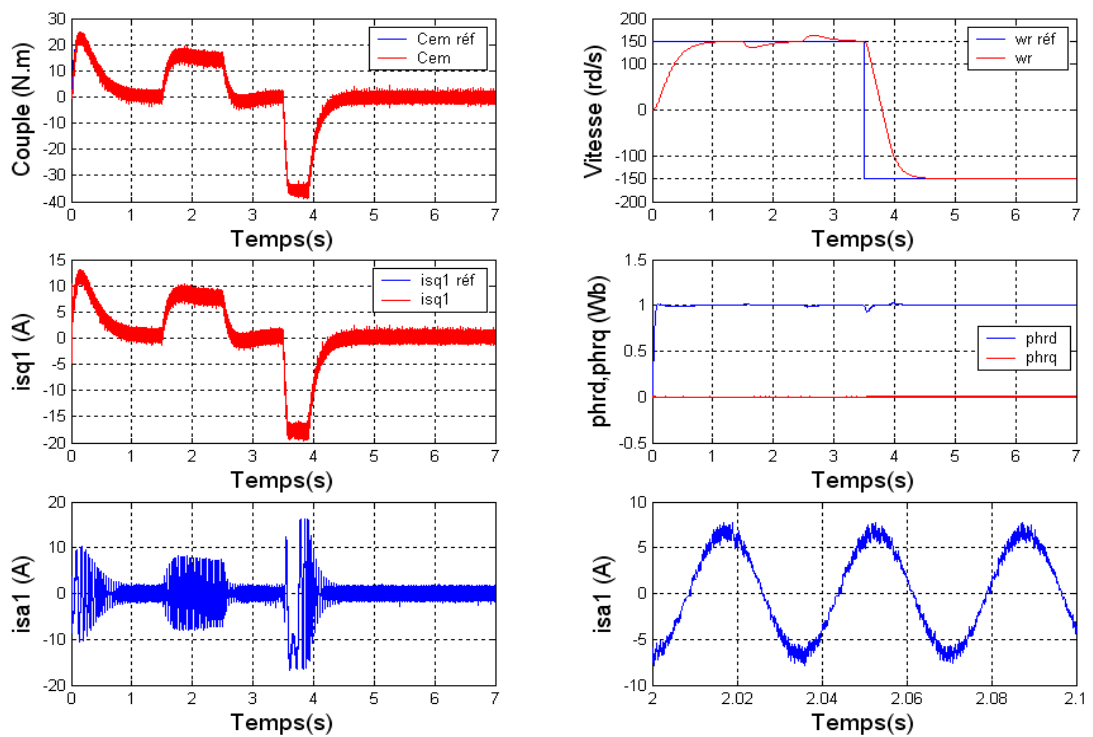 Couple (N.m)
30
20
10
0
-10
-20
-30
-40
Cem réf
Cem
0 1 2 3 4 5 6 7
Temps(s)
Vitesse (rd/s)
200
150
100
0
-100
-150
-200
wr réf
wr
0 1 2 3 4 5 6 7
Temps(s)
isq1 (A)
15
10
5
0
-5
-10
-15
-20
isq1 réf
isq1
0 1 2 3 4 5 6 7
Temps(s)
phrd,phrq (Wb)
1.5
1
0.5
0
-0.5
phrd
phrq
0 1 2 3 4 5 6 7
Temps(s)
isa1 (A)
20
10
0
-10
-20
0 1 2 3 4 5 6 7
Temps(s)
isa1 (A)
10
5
0
-5
-10
2 2.02 2.04 2.06 2.08 2.1
Temps(s)